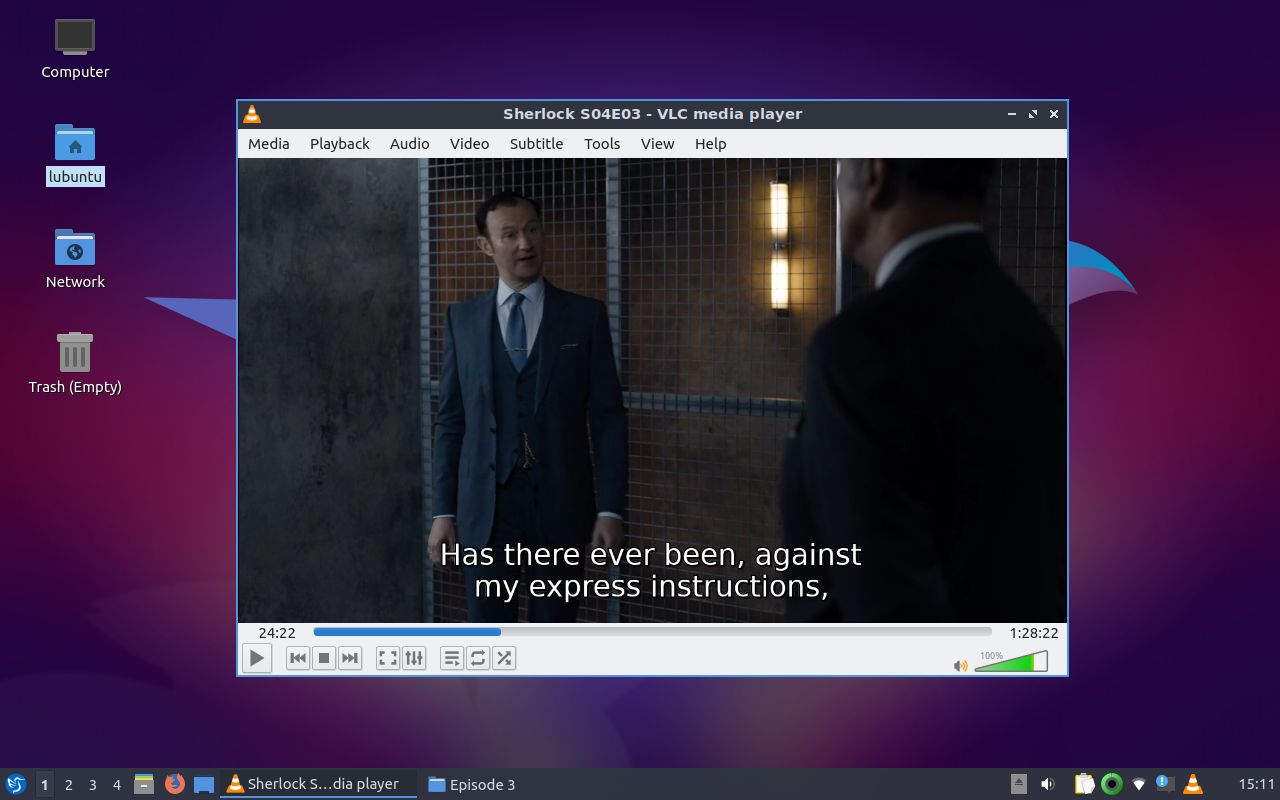 Computer
lubuntu
Network
Trash (Empty)
Sherlock S04E03 - VLC media player
Media Playback Audio Video Subtitle Tools View Help
Has there ever been, against
my express instructions,
24:22 1:28:22
100%
1 2 3 4 Sherlock S...dia player Episode 3 15:11